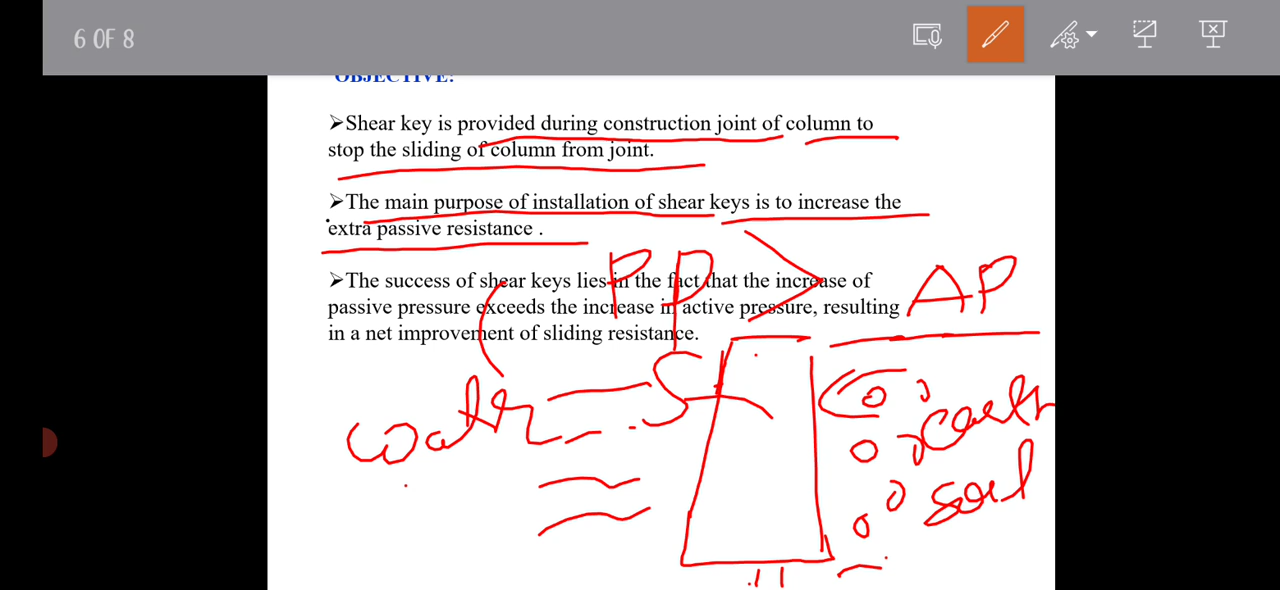 6 OF 8
OBJECTIVE:
➢Shear key is provided during construction joint of column to
stop the sliding of column from joint.
➢The main purpose of installation of shear keys is to increase the
extra passive resistance .
➢The success of shear keys lies in the fact that the increase of
passive pressure exceeds the increase in active pressure, resulting
in a net improvement of sliding resistance.
PP > AP
water
earth
soil